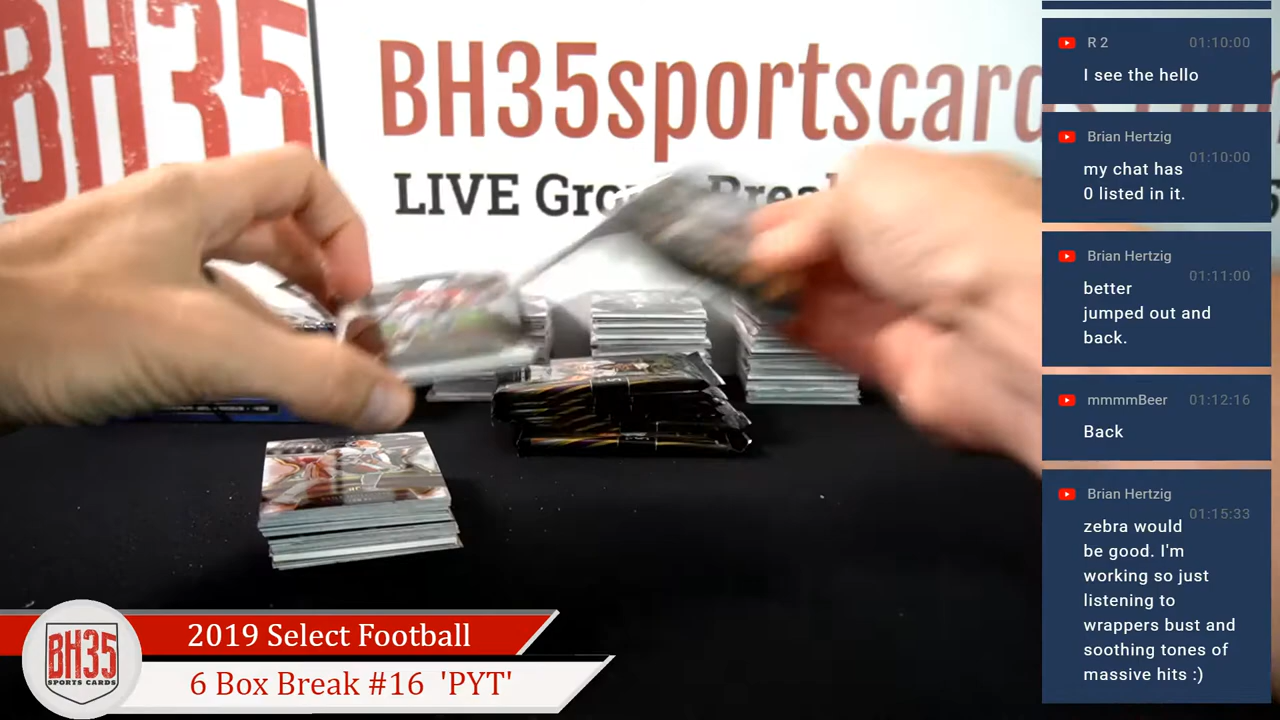 BH35
BH35sportscards
LIVE Group Break
R 2
01:10:00
I see the hello
Brian Hertzig
01:10:00
my chat has
0 listed in it.
Brian Hertzig
01:11:00
better
jumped out and
back.
mmmmBeer
01:12:16
Back
Brian Hertzig
01:15:33
zebra would
be good. I'm
working so just
listening to
wrappers bust and
soothing tones of
massive hits :)
BH35
SPORTS CARDS
2019 Select Football
6 Box Break #16 'PYT'